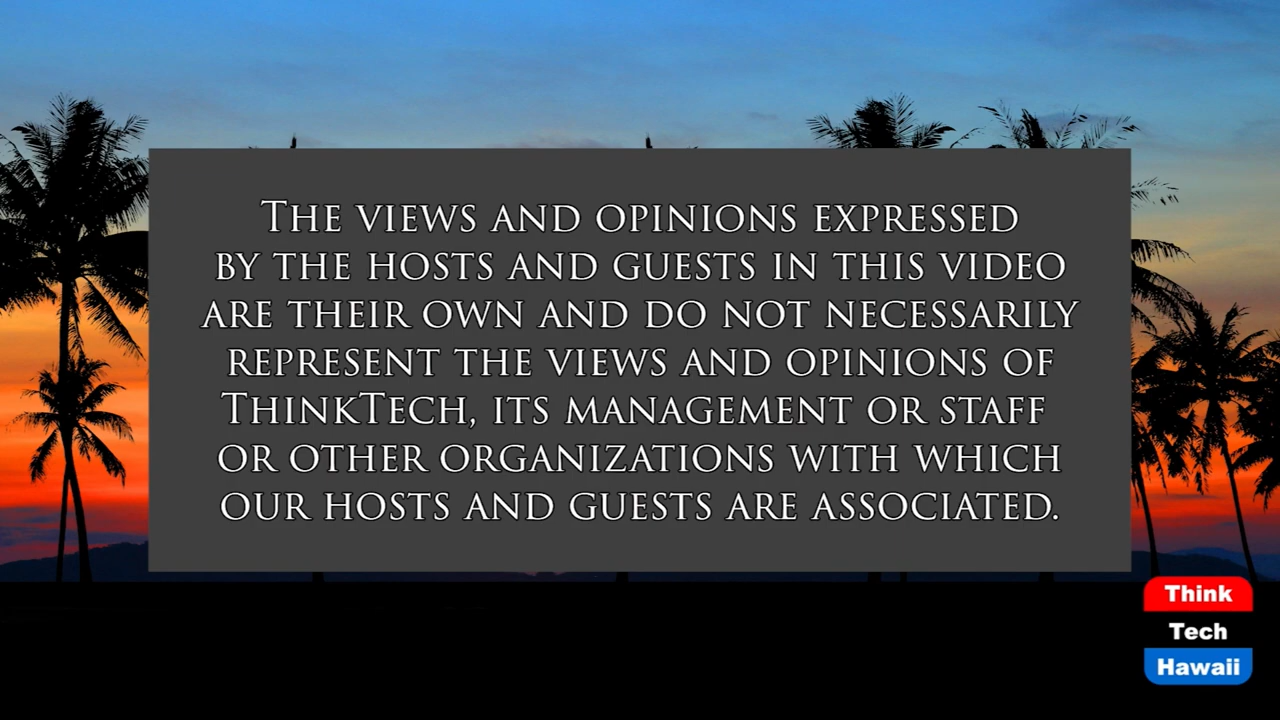 The views and opinions expressed
by the hosts and guests in this video
are their own and do not necessarily
represent the views and opinions of
ThinkTech, its management or staff
or other organizations with which
our hosts and guests are associated.
Think
Tech
Hawaii